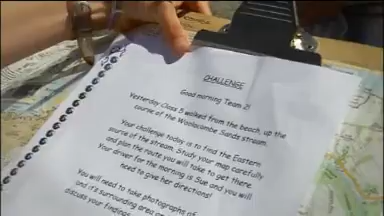 CHALLENGE
Good morning Team 2!
Yesterday Class 5 walked from the beach, up the
course of the Woolacombe Sands stream.
Your challenge today is to find the Eastern
source of the stream. Study your map carefully
and plan the route you will take to get there
Your driver for the morning is Sue and you will
need to give her directions!
You will need to take photographs of
and it's surrounding area
discuss your findings